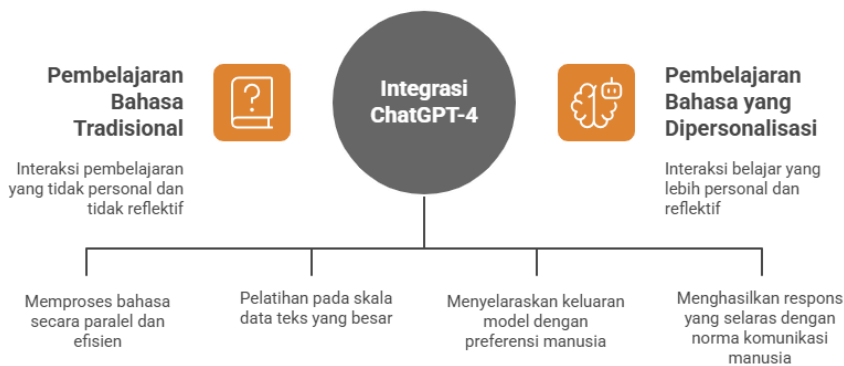 Pembelajaran
Bahasa
Tradisional
Interaksi pembelajaran
yang tidak personal dan
tidak reflektif
?
Integrasi
ChatGPT-4
Pembelajaran
Bahasa yang
Dipersonalisasi
Interaksi belajar yang
lebih personal dan
reflektif
Memproses bahasa
secara paralel dan
efisien
Pelatihan pada skala
data teks yang besar
Menyelaraskan keluaran
model dengan
preferensi manusia
Menghasilkan respons
yang selaras dengan
norma komunikasi
manusia